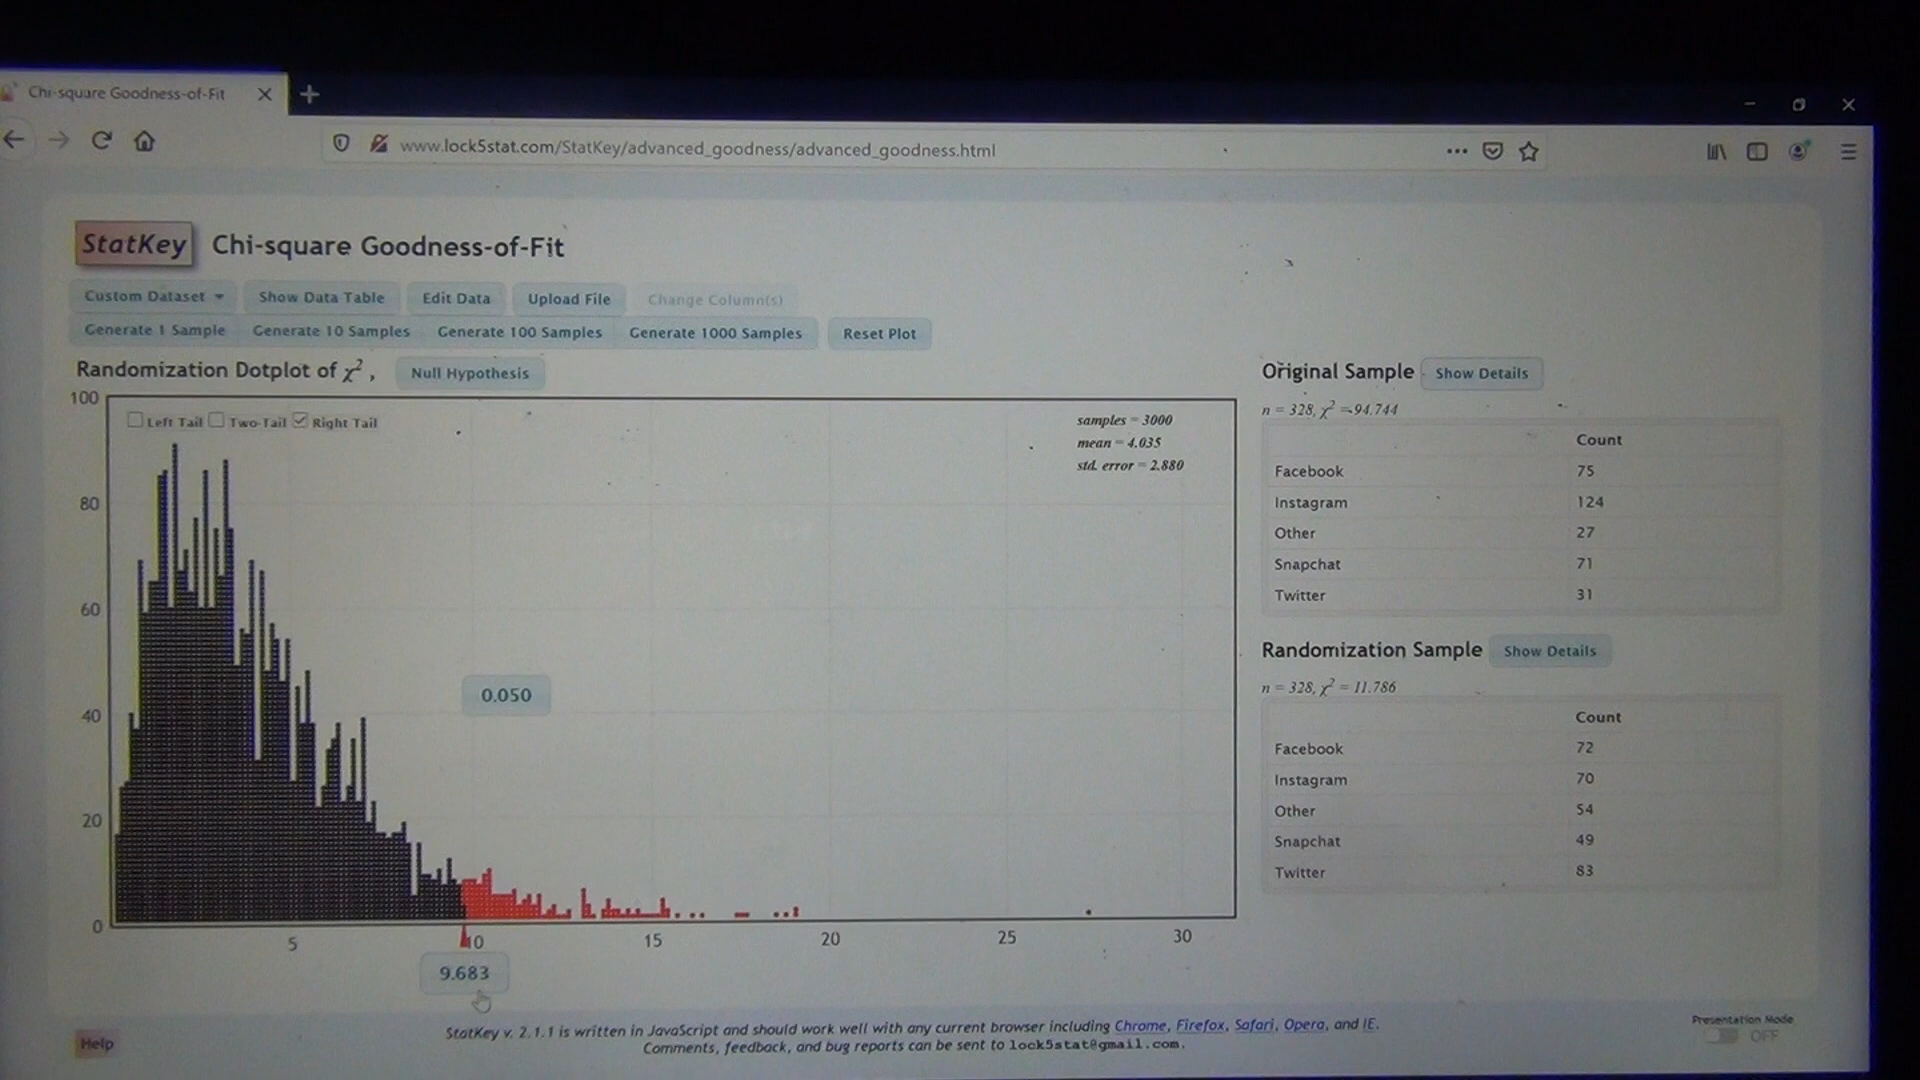 Chi-square Goodness-of-Fit
www.lock5stat.com/StatKey/advanced_goodness/advanced_goodness.html
StatKey Chi-square Goodness-of-Fit
Custom Dataset Show Data Table Edit Data Upload File Change Column(s)
Generate 1 Sample Generate 10 Samples Generate 100 Samples Generate 1000 Samples Reset Plot
Randomization Dotplot of χ², Null Hypothesis
Left Tail Two-Tail Right Tail
samples = 3000
mean = 4.035
std. error = 2.880
100
80
60
40
20
0
0.050
5 10 15 20 25 30
9.683
Original Sample Show Details
n = 328, χ² = 94.744
Count
Facebook 75
Instagram 124
Other 27
Snapchat 71
Twitter 31
Randomization Sample Show Details
n = 328, χ² = 11.786
Count
Facebook 72
Instagram 70
Other 54
Snapchat 49
Twitter 83
StatKey v. 2.1.1 is written in JavaScript and should work well with any current browser including Chrome, Firefox, Safari, Opera, and IE.
Comments, feedback, and bug reports can be sent to lock5stat@gmail.com.
Help
Presentation Mode
OFF